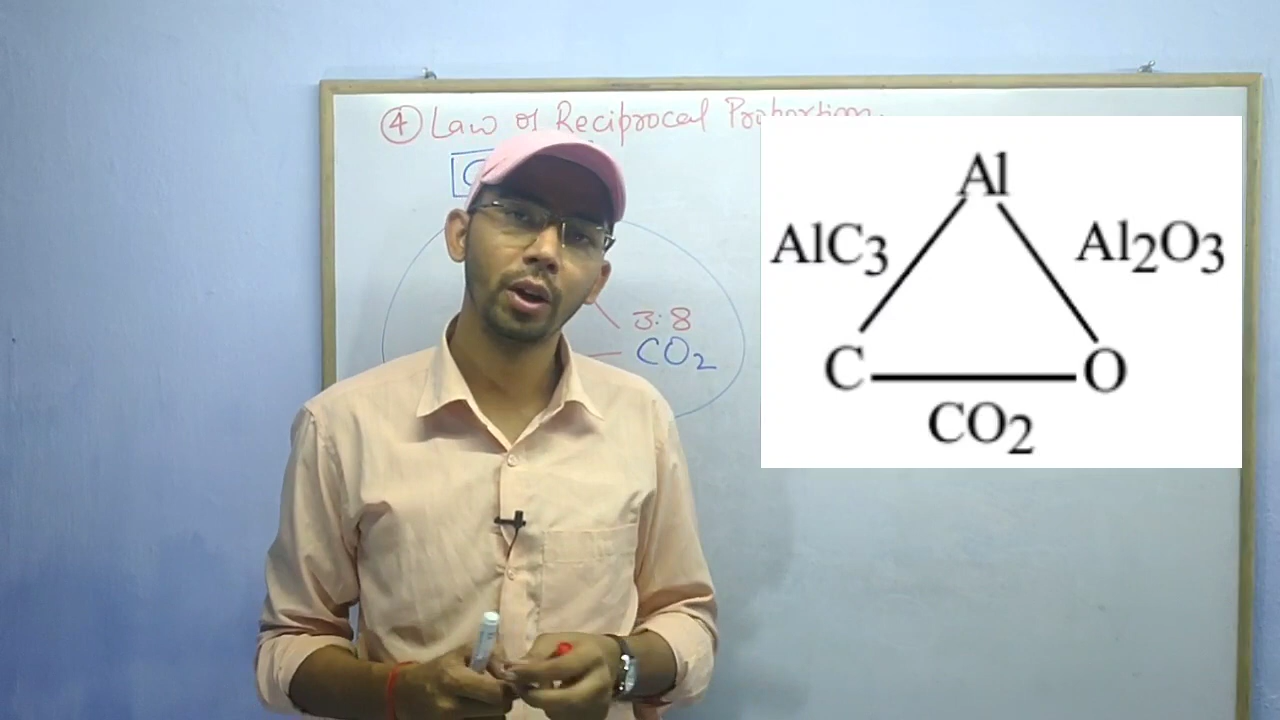 ④ Law of Reciprocal Proportion.
3:8
CO₂
Al
AlC₃
Al₂O₃
C
O
CO₂